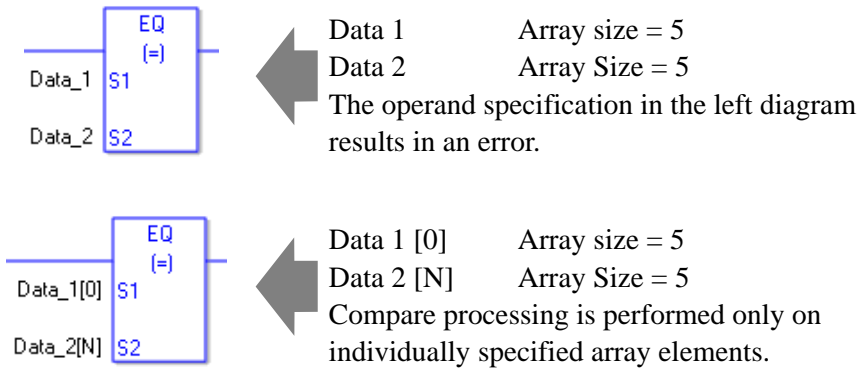 EQ
(=)
Data_1 S1
Data_2 S2
Data 1 Array size = 5
Data 2 Array Size = 5
The operand specification in the left diagram
results in an error.
EQ
(=)
Data_1[0] S1
Data_2[N] S2
Data 1 [0] Array size = 5
Data 2 [N] Array Size = 5
Compare processing is performed only on
individually specified array elements.